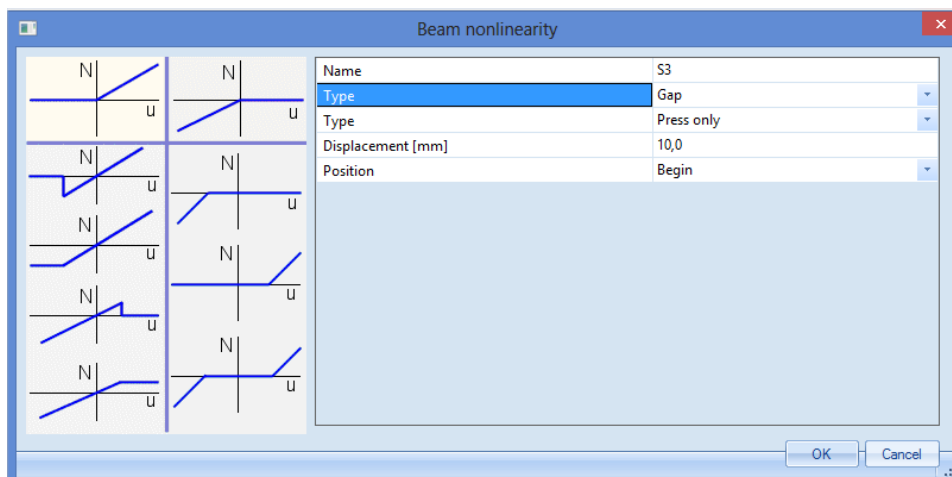 Beam nonlinearity
N
u
N
u
N
u
N
u
N
u
N
u
N
u
N
u
N
u
Name S3
Type Gap
Type Press only
Displacement [mm] 10,0
Position Begin
OK Cancel